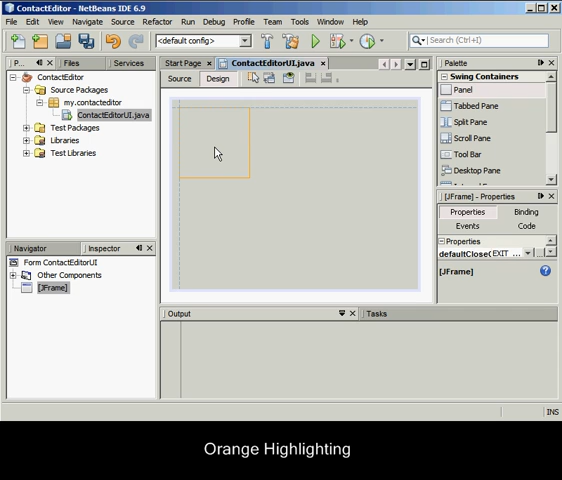 ContactEditor - NetBeans IDE 6.9
File Edit View Navigate Source Refactor Run Debug Profile Team Tools Window Help
<default config>
Search (Ctrl+I)
P...
Files
Services
ContactEditor
Source Packages
my.contacteditor
ContactEditorUI.java
Test Packages
Libraries
Test Libraries
Start Page
ContactEditorUI.java
Source
Design
Palette
Swing Containers
Panel
Tabbed Pane
Split Pane
Scroll Pane
Tool Bar
Desktop Pane
[JFrame] - Properties
Properties
Binding
Events
Code
Properties
defaultClose(EXIT ...
...
[JFrame]
Navigator
Inspector
Form ContactEditorUI
Other Components
[JFrame]
Output
Tasks
INS
Orange Highlighting